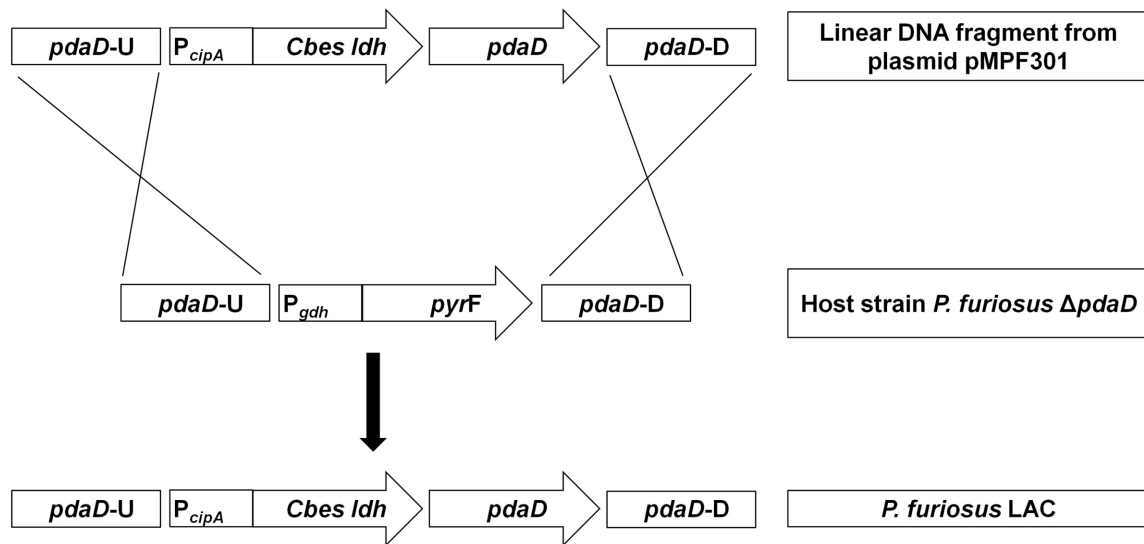 pdaD-U PcipA Cbes ldh pdaD pdaD-D Linear DNA fragment from
plasmid pMPF301
pdaD-U Pgdh pyrF pdaD-D Host strain P. furiosus ΔpdaD
pdaD-U PcipA Cbes ldh pdaD pdaD-D P. furiosus LAC